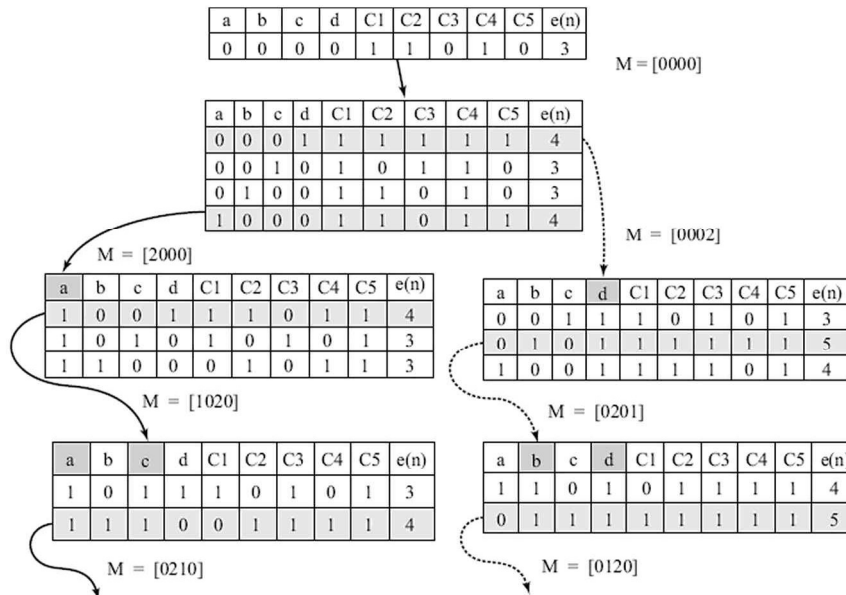 a b c d C1 C2 C3 C4 C5 e(n)
0 0 0 0 1 1 0 1 0 3
M = [0000]
a b c d C1 C2 C3 C4 C5 e(n)
0 0 0 1 1 1 1 1 1 4
0 0 1 0 1 0 1 1 0 3
0 1 0 0 1 1 0 1 0 3
1 0 0 0 1 1 0 1 1 4
M = [2000]
a b c d C1 C2 C3 C4 C5 e(n)
1 0 0 1 1 1 0 1 1 4
1 0 1 0 1 0 1 0 1 3
1 1 0 0 0 1 0 1 1 3
M = [1020]
a b c d C1 C2 C3 C4 C5 e(n)
1 0 1 1 1 0 1 0 1 3
1 1 1 0 0 1 1 1 1 4
M = [0210]
M = [0002]
a b c d C1 C2 C3 C4 C5 e(n)
0 0 1 1 1 0 1 0 1 3
0 1 0 1 1 1 1 1 1 5
1 0 0 1 1 1 1 0 1 4
M = [0201]
a b c d C1 C2 C3 C4 C5 e(n)
1 1 0 1 0 1 1 1 1 4
0 1 1 1 1 1 1 1 1 5
M = [0120]